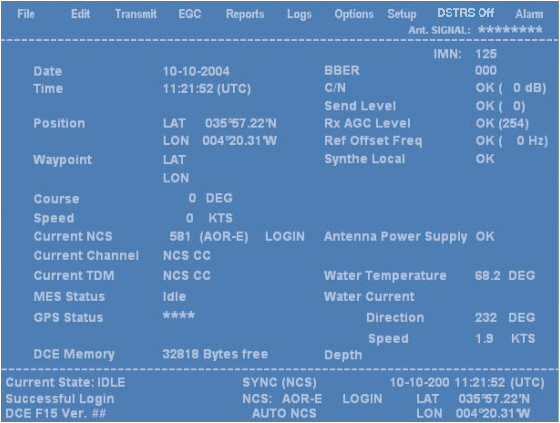 File Edit Transmit EGC Reports Logs Options Setup DSTRS Off Alarm
Ant. SIGNAL: ********
IMN: 125
Date 10-10-2004 BBER 000
Time 11:21:52 (UTC) C/N OK ( 0 dB)
Send Level OK ( 0)
Position LAT 035°57.22'N Rx AGC Level OK (254)
LON 004°20.31'W Ref Offset Freq OK ( 0 Hz)
Waypoint LAT Synthe Local OK
LON
Course 0 DEG
Speed 0 KTS
Current NCS 581 (AOR-E) LOGIN Antenna Power Supply OK
Current Channel NCS CC
Current TDM NCS CC Water Temperature 68.2 DEG
MES Status Idle Water Current
GPS Status **** Direction 232 DEG
Speed 1.9 KTS
DCE Memory 32818 Bytes free Depth
Current State: IDLE SYNC (NCS) 10-10-200 11:21:52 (UTC)
Successful Login NCS: AOR-E LOGIN LAT 035°57.22'N
DCE F15 Ver. ## AUTO NCS LON 004°20.31'W